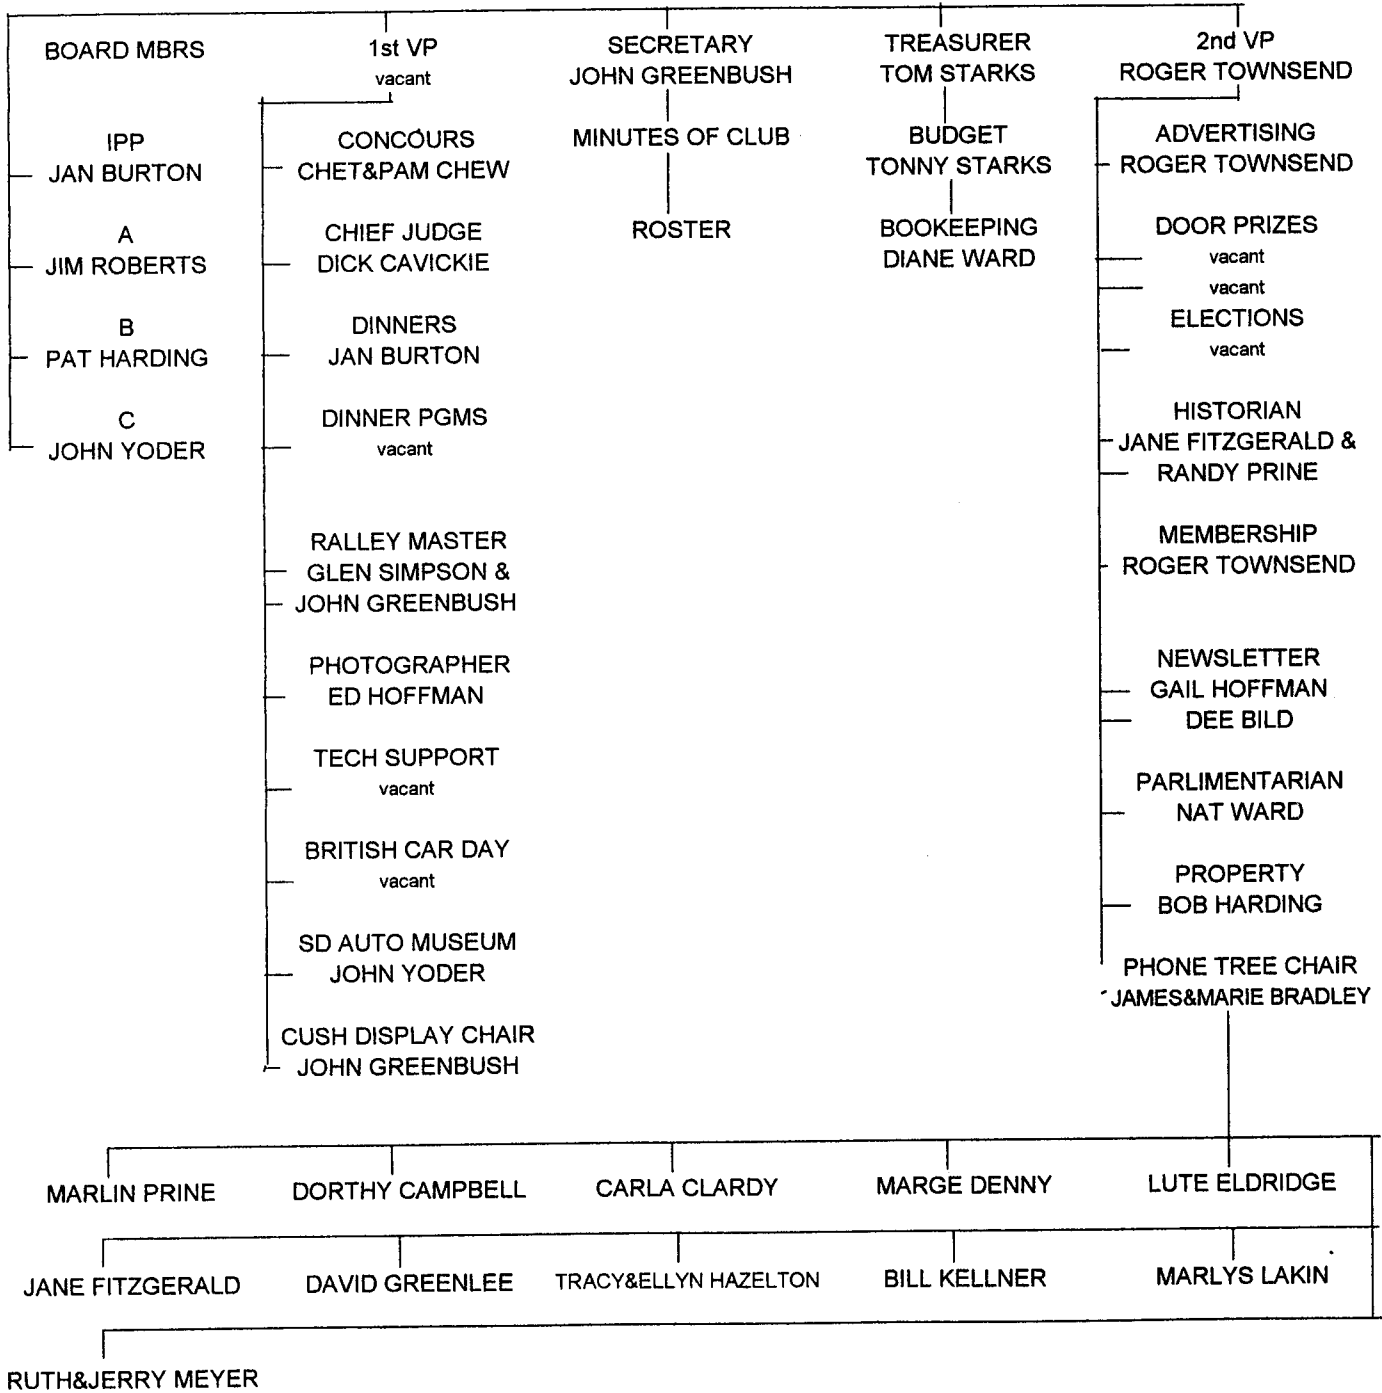 BOARD MBRS
IPP
JAN BURTON
A
JIM ROBERTS
B
PAT HARDING
C
JOHN YODER
1st VP
vacant
CONCOURS
CHET&PAM CHEW
CHIEF JUDGE
DICK CAVICKIE
DINNERS
JAN BURTON
DINNER PGMS
vacant
RALLEY MASTER
GLEN SIMPSON &
JOHN GREENBUSH
PHOTOGRAPHER
ED HOFFMAN
TECH SUPPORT
vacant
BRITISH CAR DAY
vacant
SD AUTO MUSEUM
JOHN YODER
CUSH DISPLAY CHAIR
JOHN GREENBUSH
SECRETARY
JOHN GREENBUSH
MINUTES OF CLUB
ROSTER
TREASURER
TOM STARKS
BUDGET
TONNY STARKS
BOOKEEPING
DIANE WARD
2nd VP
ROGER TOWNSEND
ADVERTISING
ROGER TOWNSEND
DOOR PRIZES
vacant
vacant
ELECTIONS
vacant
HISTORIAN
JANE FITZGERALD &
RANDY PRINE
MEMBERSHIP
ROGER TOWNSEND
NEWSLETTER
GAIL HOFFMAN
DEE BILD
PARLIMENTARIAN
NAT WARD
PROPERTY
BOB HARDING
PHONE TREE CHAIR
JAMES&MARIE BRADLEY
MARLIN PRINE
DORTHY CAMPBELL
CARLA CLARDY
MARGE DENNY
LUTE ELDRIDGE
JANE FITZGERALD
DAVID GREENLEE
TRACY&ELLYN HAZELTON
BILL KELLNER
MARLYS LAKIN
RUTH&JERRY MEYER